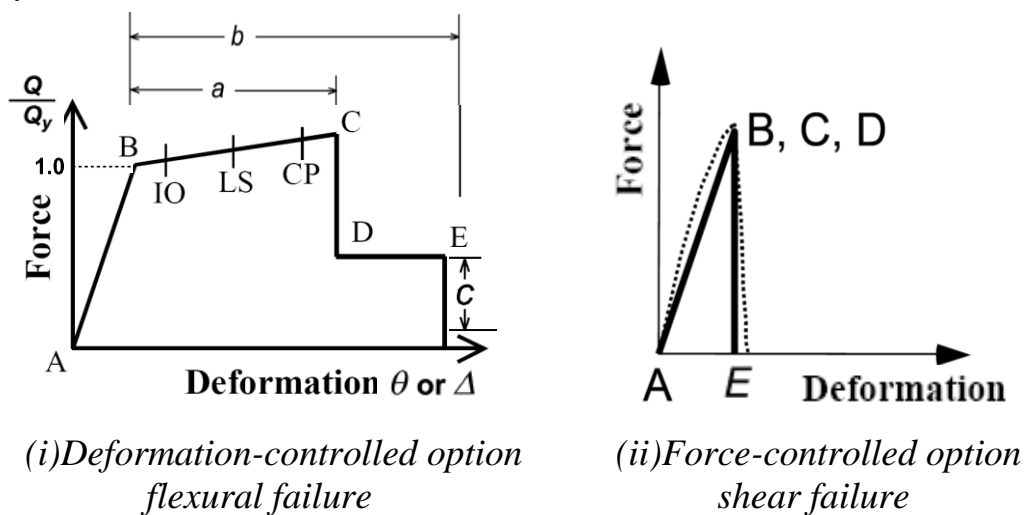 b
a
Q
Qy
C
B
1.0
IO
LS
CP
Force
D
E
C
A
Deformation θ or Δ
Force
B, C, D
A
E
Deformation
(i)Deformation-controlled option
flexural failure
(ii)Force-controlled option
shear failure